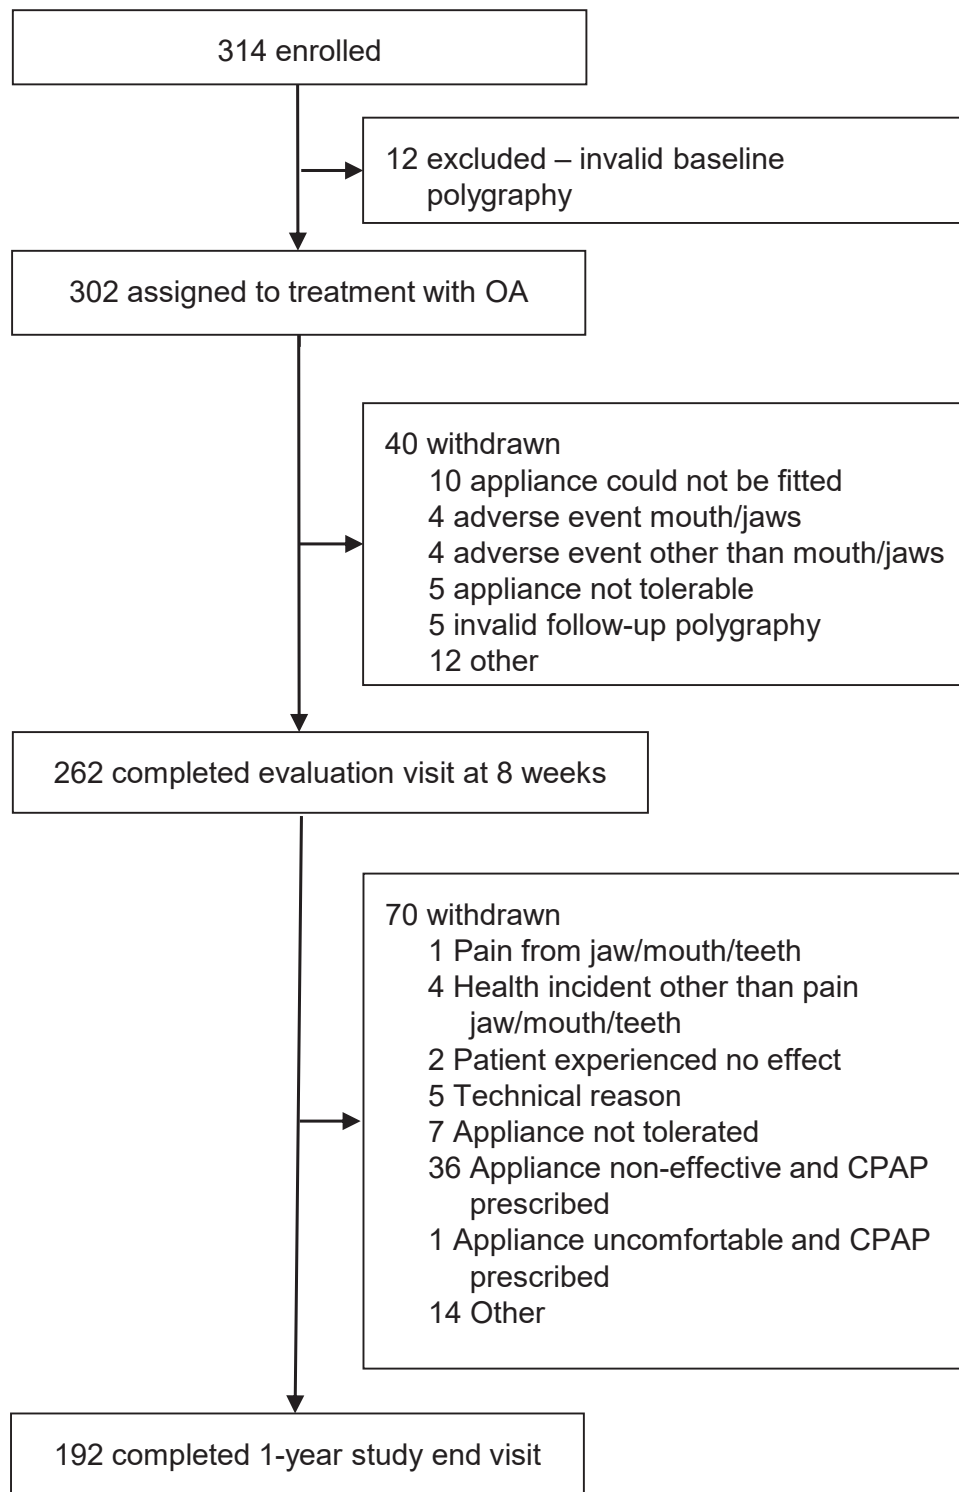 314 enrolled
12 excluded – invalid baseline
polygraphy
302 assigned to treatment with OA
40 withdrawn
10 appliance could not be fitted
4 adverse event mouth/jaws
4 adverse event other than mouth/jaws
5 appliance not tolerable
5 invalid follow-up polygraphy
12 other
262 completed evaluation visit at 8 weeks
70 withdrawn
1 Pain from jaw/mouth/teeth
4 Health incident other than pain
jaw/mouth/teeth
2 Patient experienced no effect
5 Technical reason
7 Appliance not tolerated
36 Appliance non-effective and CPAP
prescribed
1 Appliance uncomfortable and CPAP
prescribed
14 Other
192 completed 1-year study end visit